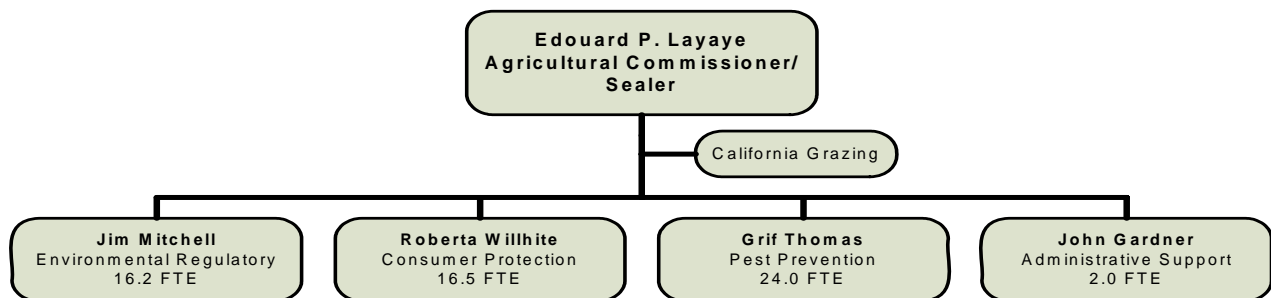 Edouard P. Layaye
Agricultural Commissioner/
Sealer
California Grazing
Jim Mitchell
Environmental Regulatory
16.2 FTE
Roberta Willhite
Consumer Protection
16.5 FTE
Grif Thomas
Pest Prevention
24.0 FTE
John Gardner
Administrative Support
2.0 FTE